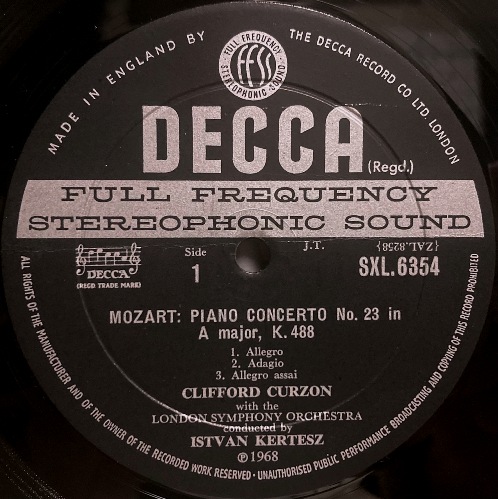 MADE IN ENGLAND BY
THE DECCA RECORD CO LTD. LONDON
FULL FREQUENCY
ffss
STEREOPHONIC SOUND
DECCA
(Regd.)
FULL FREQUENCY
STEREOPHONIC SOUND
DECCA
(REGD TRADE MARK)
Side
1
J.T.
{ZAL.8258}
SXL.6354
MOZART: PIANO CONCERTO No. 23 in
A major, K. 488
1. Allegro
2. Adagio
3. Allegro assai
CLIFFORD CURZON
with the
LONDON SYMPHONY ORCHESTRA
conducted by
ISTVAN KERTESZ
℗1968
ALL RIGHTS OF THE MANUFACTURER AND OF THE OWNER OF THE RECORDED WORK RESERVED · UNAUTHORISED PUBLIC PERFORMANCE BROADCASTING AND COPYING OF THIS RECORD PROHIBITED